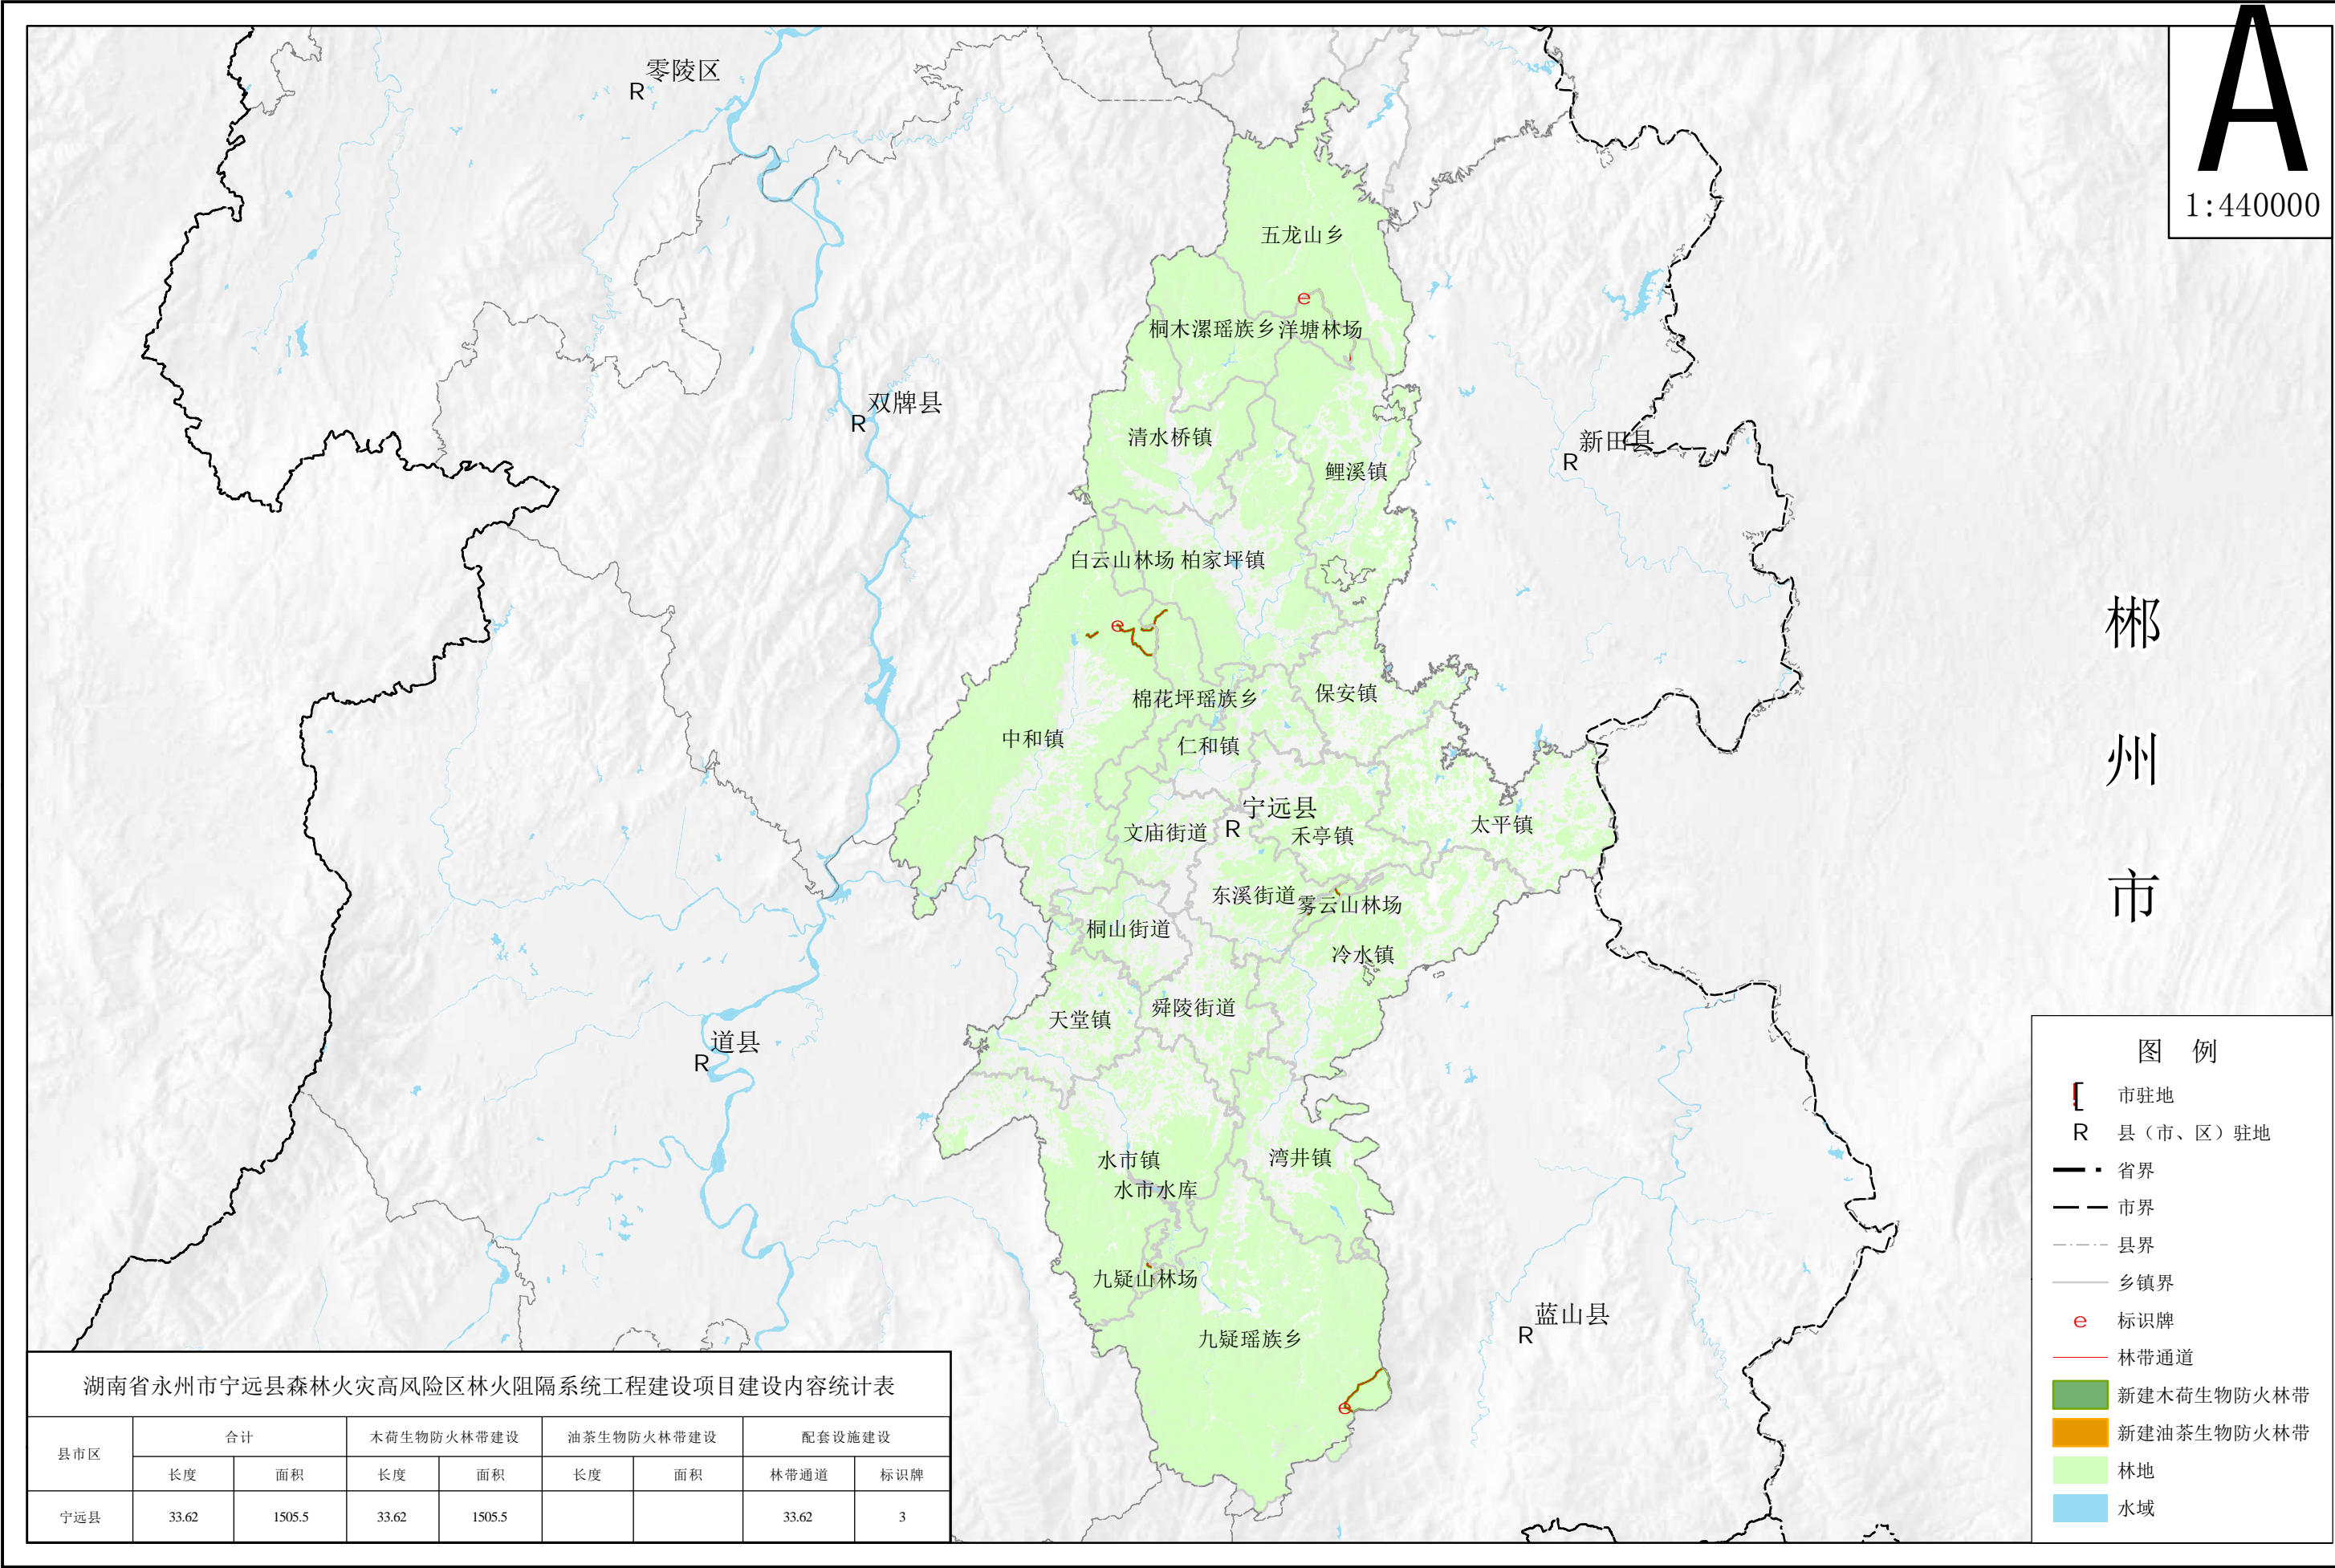 A
1:440000
零陵区
R
五龙山乡
e
桐木漯瑶族乡 洋塘林场
双牌县
R
清水桥镇
新田县
R
鲤溪镇
白云山林场 柏家坪镇
e
郴州市
棉花坪瑶族乡
保安镇
中和镇
仁和镇
宁远县
R
文庙街道
禾亭镇
太平镇
东溪街道
雾云山林场
桐山街道
冷水镇
舜陵街道
天堂镇
道县
R
水市镇
湾井镇
水市水库
九疑山林场
九疑瑶族乡
蓝山县
R
e
图 例
[ 市驻地
R 县（市、区）驻地
省界
市界
县界
乡镇界
e 标识牌
林带通道
新建木荷生物防火林带
新建油茶生物防火林带
林地
水域
湖南省永州市宁远县森林火灾高风险区林火阻隔系统工程建设项目建设内容统计表
县市区 合计 木荷生物防火林带建设 油茶生物防火林带建设 配套设施建设
长度 面积 长度 面积 长度 面积 林带通道 标识牌
宁远县 33.62 1505.5 33.62 1505.5 33.62 3